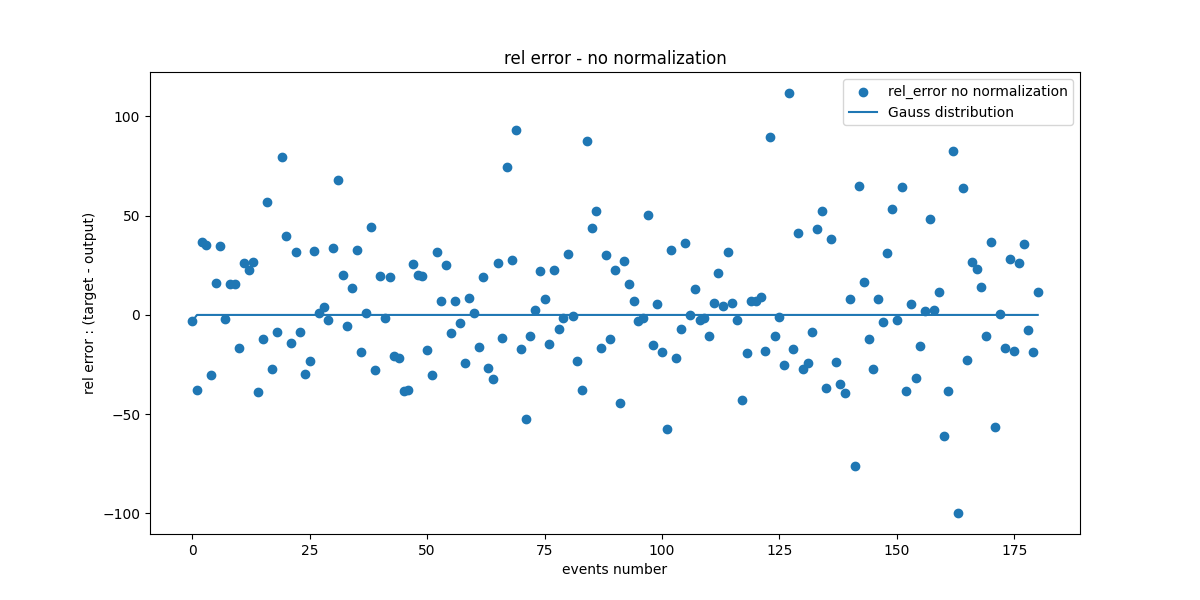 rel error - no normalization
rel_error no normalization
Gauss distribution
rel error : (target - output)
100
50
0
−50
−100
0 25 50 75 100 125 150 175
events number